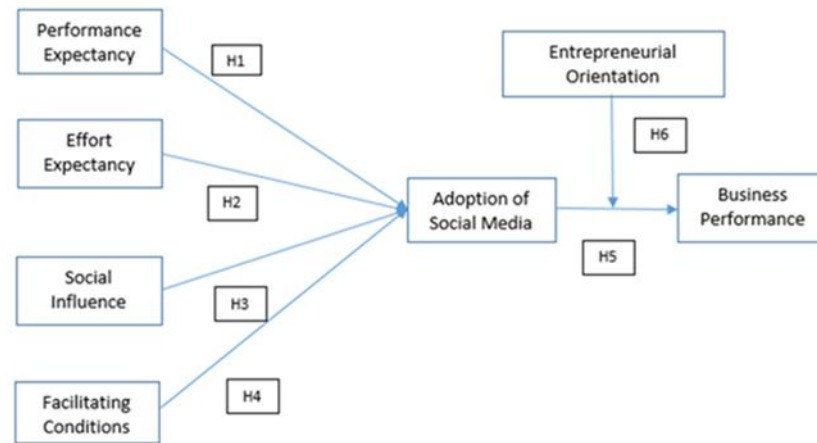 Performance
Expectancy
H1
Entrepreneurial
Orientation
Effort
Expectancy
H6
H2
Adoption of
Social Media
Business
Performance
H5
Social
Influence
H3
Facilitating
Conditions
H4